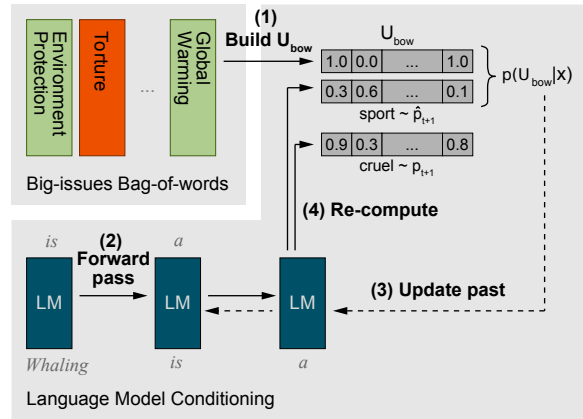 Environment
Protection
Torture
...
Global
Warming
Big-issues Bag-of-words
(1)
Build U_bow
U_bow
1.0 0.0 ... 1.0
0.3 0.6 ... 0.1
sport ~ p̂_t+1
p(U_bow|x)
0.9 0.3 ... 0.8
cruel ~ p_t+1
(4) Re-compute
is
(2)
Forward
pass
a
(3) Update past
LM
LM
LM
Whaling
is
a
Language Model Conditioning